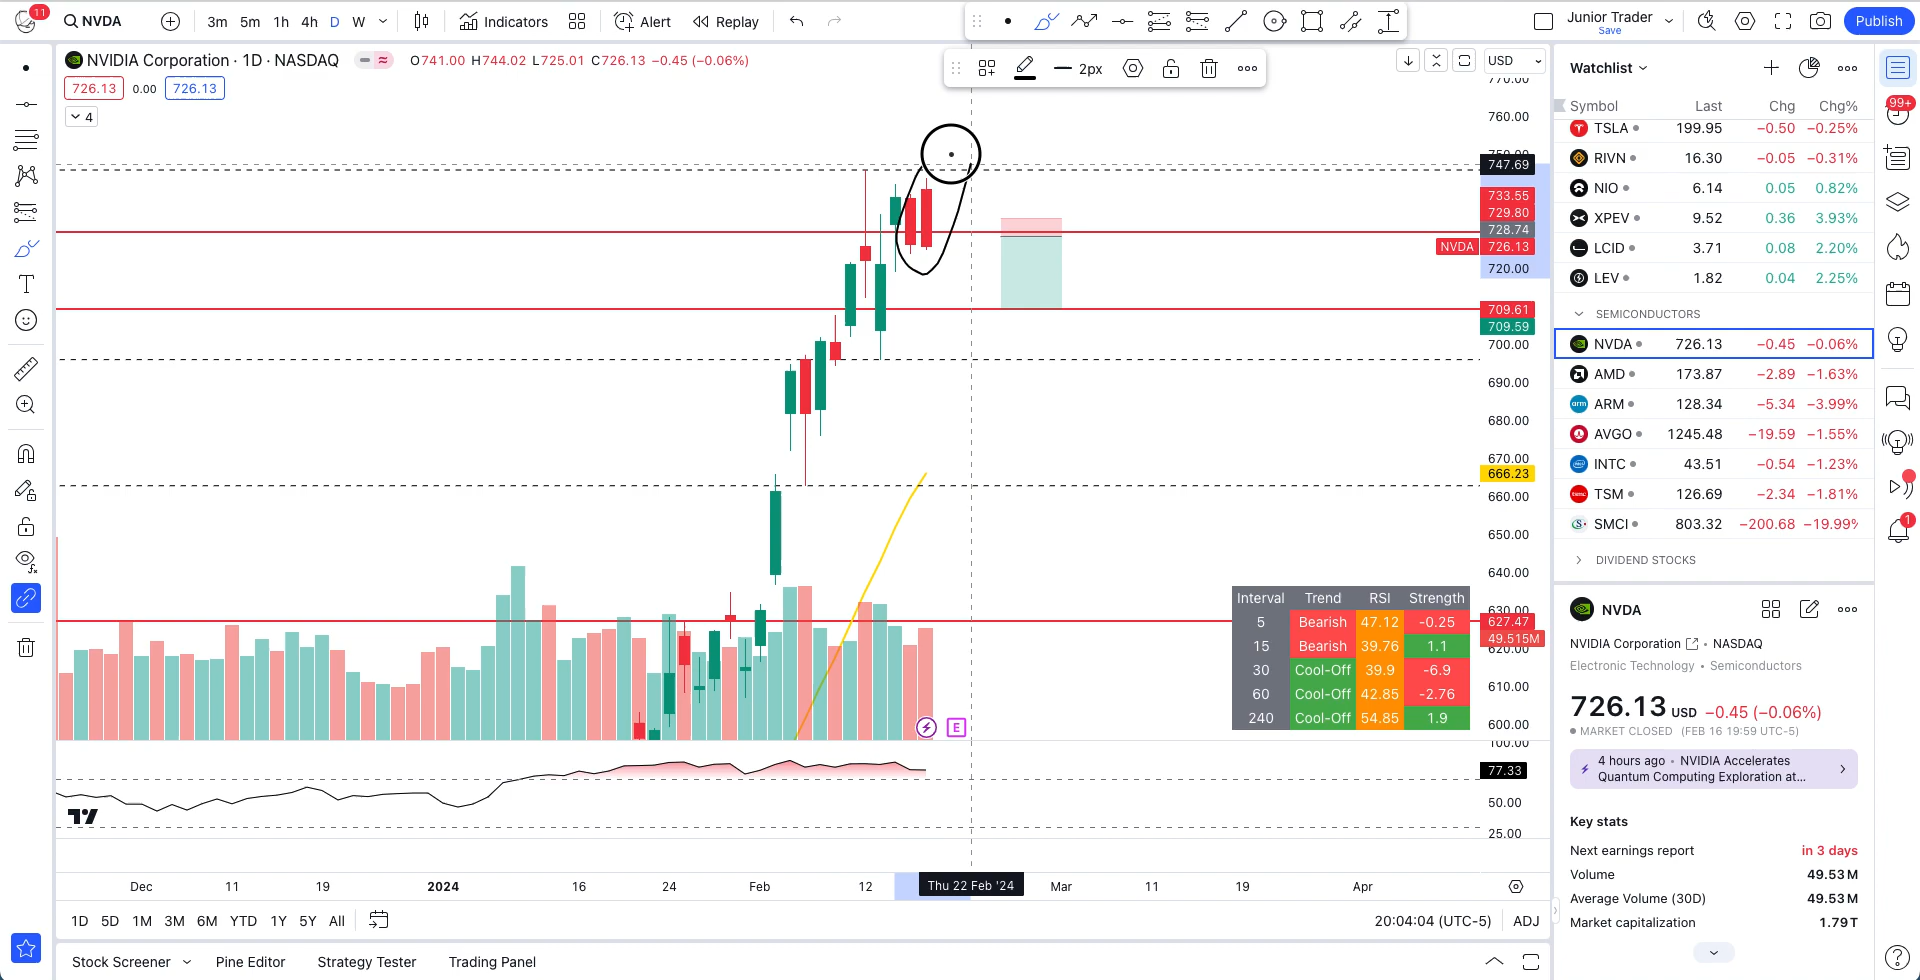 11
NVDA
3m 5m 1h 4h D W
Indicators
Alert
Replay
Junior Trader
Save
Publish
NVIDIA Corporation · 1D · NASDAQ
O741.00 H744.02 L725.01 C726.13 −0.45 (−0.06%)
726.13 0.00 726.13
4
2px
USD
770.00
760.00
750.00
747.69
733.55
729.80
728.74
NVDA 726.13
720.00
709.61
709.59
700.00
690.00
680.00
670.00
666.23
660.00
650.00
640.00
630.00
627.47
49.515M
620.00
610.00
600.00
Interval Trend RSI Strength
5 Bearish 47.12 -0.25
15 Bearish 39.76 1.1
30 Cool-Off 39.9 -6.9
60 Cool-Off 42.85 -2.76
240 Cool-Off 54.85 1.9
E
100.00
77.33
50.00
25.00
Dec 11 19 2024 16 24 Feb 12 Thu 22 Feb '24 Mar 11 19 Apr
1D 5D 1M 3M 6M YTD 1Y 5Y All
20:04:04 (UTC-5) ADJ
Stock Screener Pine Editor Strategy Tester Trading Panel
Watchlist
Symbol Last Chg Chg%
TSLA 199.95 −0.50 −0.25%
RIVN 16.30 −0.05 −0.31%
NIO 6.14 0.05 0.82%
XPEV 9.52 0.36 3.93%
LCID 3.71 0.08 2.20%
LEV 1.82 0.04 2.25%
SEMICONDUCTORS
NVDA 726.13 −0.45 −0.06%
AMD 173.87 −2.89 −1.63%
arm ARM 128.34 −5.34 −3.99%
AVGO 1245.48 −19.59 −1.55%
INTC 43.51 −0.54 −1.23%
TSM 126.69 −2.34 −1.81%
SMCI 803.32 −200.68 −19.99%
DIVIDEND STOCKS
NVDA
NVIDIA Corporation • NASDAQ
Electronic Technology • Semiconductors
726.13 USD −0.45 (−0.06%)
MARKET CLOSED (FEB 16 19:59 UTC-5)
4 hours ago • NVIDIA Accelerates
Quantum Computing Exploration at...
Key stats
Next earnings report in 3 days
Volume 49.53M
Average Volume (30D) 49.53M
Market capitalization 1.79T
99+
1